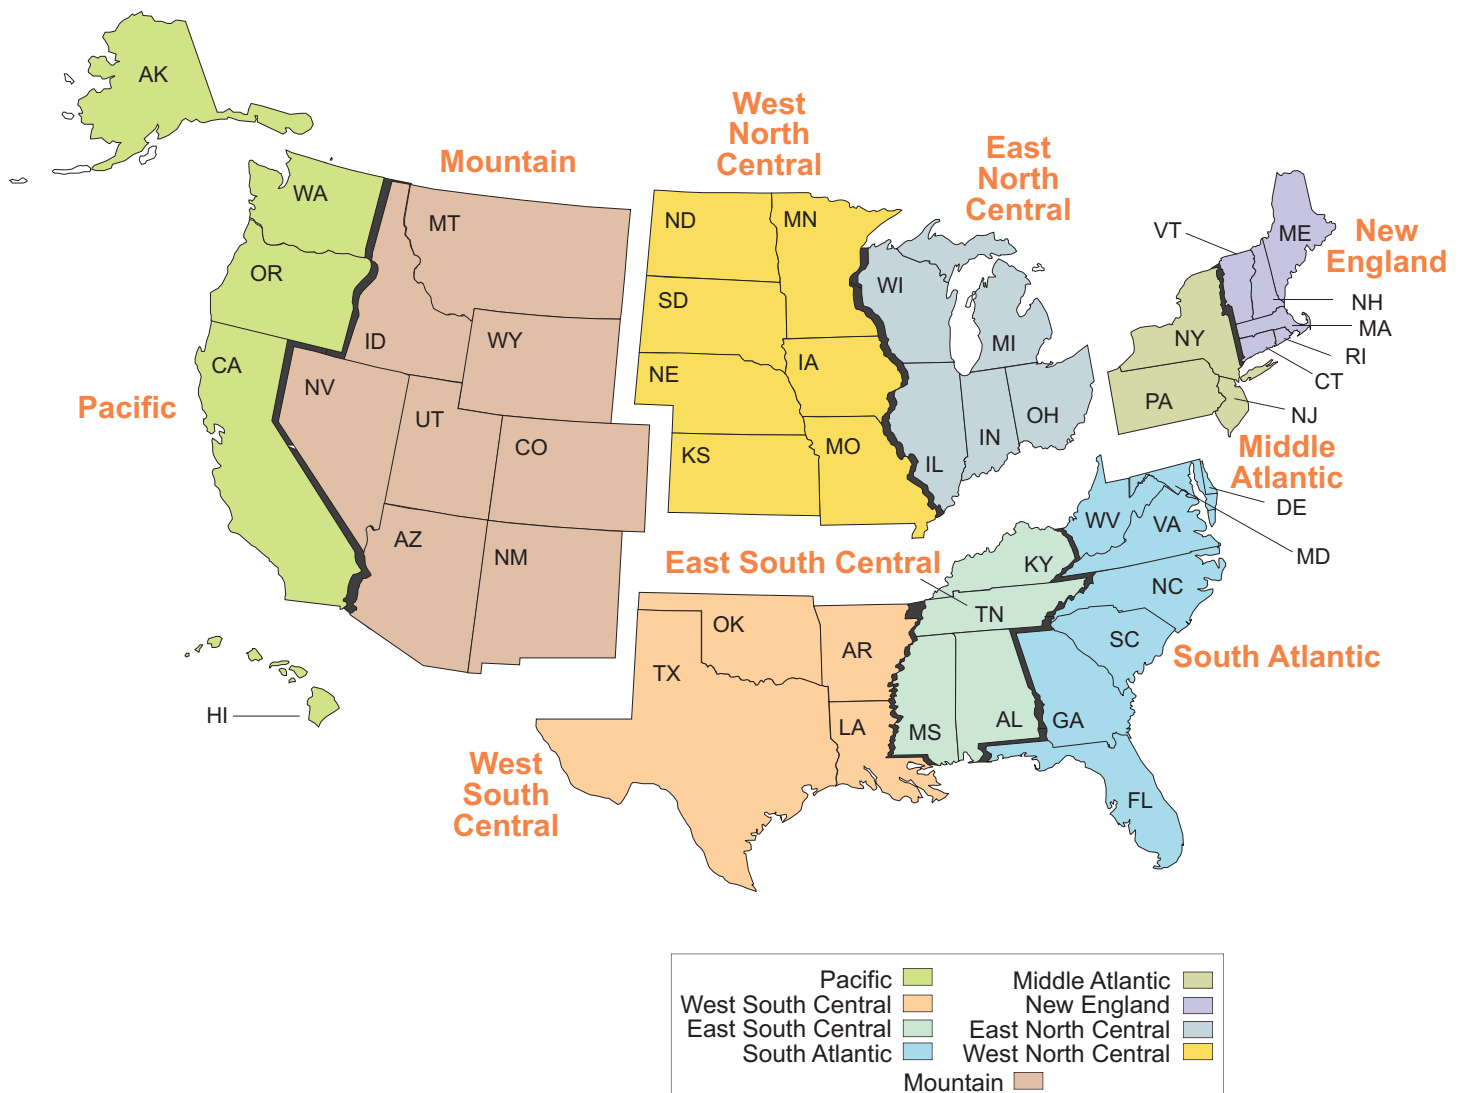 AK
West
North
Central
East
North
Central
Mountain
WA
MT
ND
MN
VT
ME
New
England
OR
WI
SD
NH
MA
ID
WY
NY
MI
RI
CA
NV
NE
IA
CT
Pacific
UT
PA
NJ
OH
CO
KS
MO
IN
IL
Middle
Atlantic
DE
WV
VA
AZ
NM
MD
East South Central
KY
NC
TN
OK
SC
AR
TX
South Atlantic
HI
LA
MS
AL
GA
West
South
Central
FL
Pacific
Middle Atlantic
West South Central
New England
East South Central
East North Central
South Atlantic
West North Central
Mountain